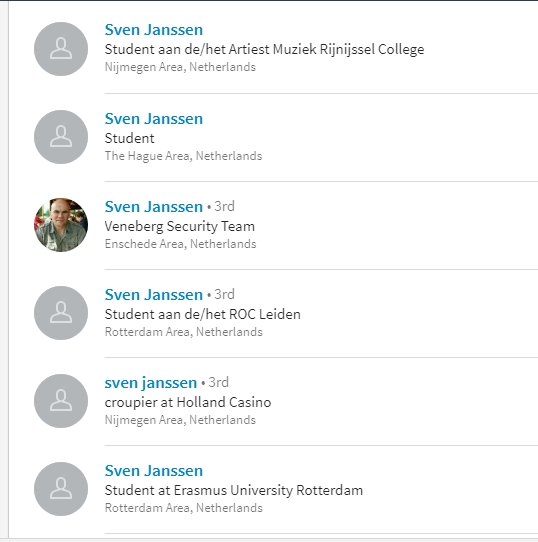 Sven Janssen
Student aan de/het Artiest Muziek Rijnijssel College
Nijmegen Area, Netherlands
Sven Janssen
Student
The Hague Area, Netherlands
Sven Janssen • 3rd
Veneberg Security Team
Enschede Area, Netherlands
Sven Janssen • 3rd
Student aan de/het ROC Leiden
Rotterdam Area, Netherlands
sven janssen • 3rd
croupier at Holland Casino
Nijmegen Area, Netherlands
Sven Janssen
Student at Erasmus University Rotterdam
Rotterdam Area, Netherlands